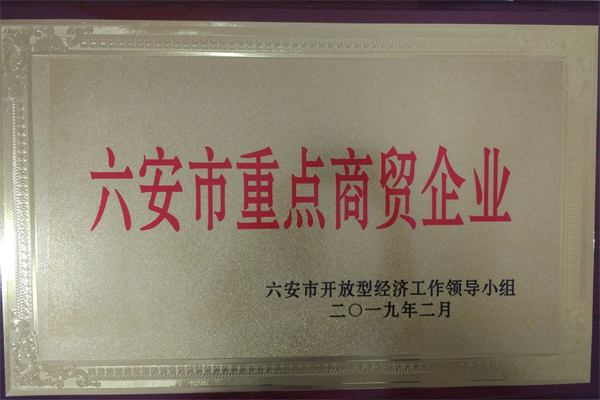 六安市重点商贸企业
六安市开放型经济工作领导小组
二〇一九年二月